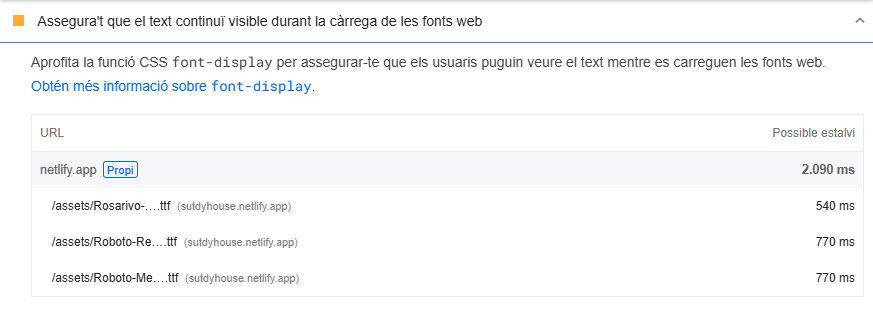 Assegura't que el text continuï visible durant la càrrega de les fonts web
Aprofita la funció CSS font-display per assegurar-te que els usuaris puguin veure el text mentre es carreguen les fonts web.
Obtén més informació sobre font-display.
URL Possible estalvi
netlify.app Propi 2.090 ms
/assets/Rosarivo-….ttf (sutdyhouse.netlify.app) 540 ms
/assets/Roboto-Re….ttf (sutdyhouse.netlify.app) 770 ms
/assets/Roboto-Me….ttf (sutdyhouse.netlify.app) 770 ms